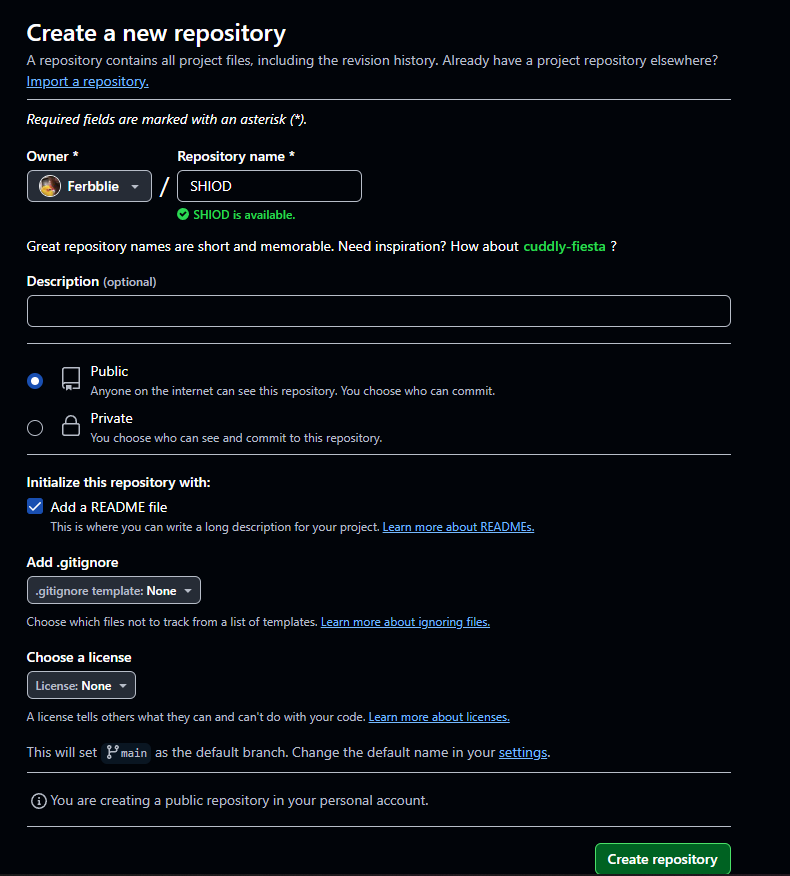 Create a new repository
A repository contains all project files, including the revision history. Already have a project repository elsewhere?
Import a repository.
Required fields are marked with an asterisk (*).
Owner *
Repository name *
Ferbblie
/
SHIOD
SHIOD is available.
Great repository names are short and memorable. Need inspiration? How about cuddly-fiesta ?
Description (optional)
Public
Anyone on the internet can see this repository. You choose who can commit.
Private
You choose who can see and commit to this repository.
Initialize this repository with:
Add a README file
This is where you can write a long description for your project. Learn more about READMEs.
Add .gitignore
.gitignore template: None
Choose which files not to track from a list of templates. Learn more about ignoring files.
Choose a license
License: None
A license tells others what they can and can't do with your code. Learn more about licenses.
This will set main as the default branch. Change the default name in your settings.
You are creating a public repository in your personal account.
Create repository